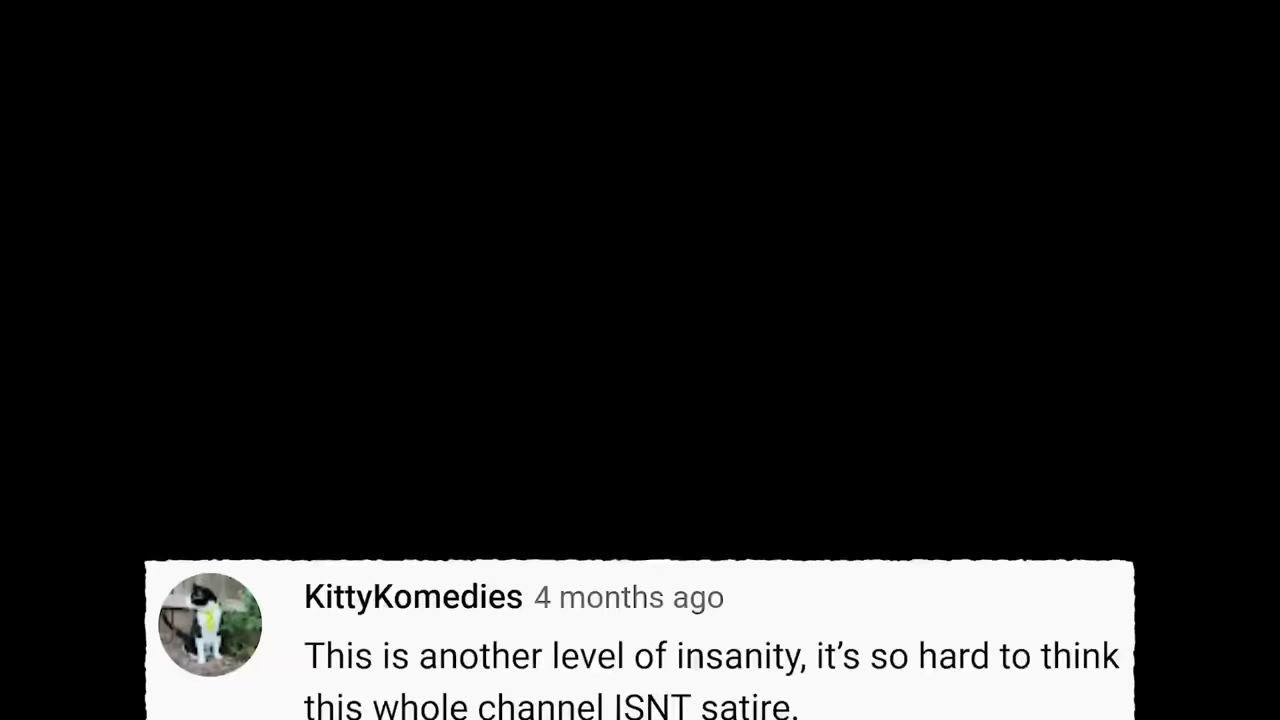 KittyKomedies 4 months ago
This is another level of insanity, it’s so hard to think
this whole channel ISNT satire.